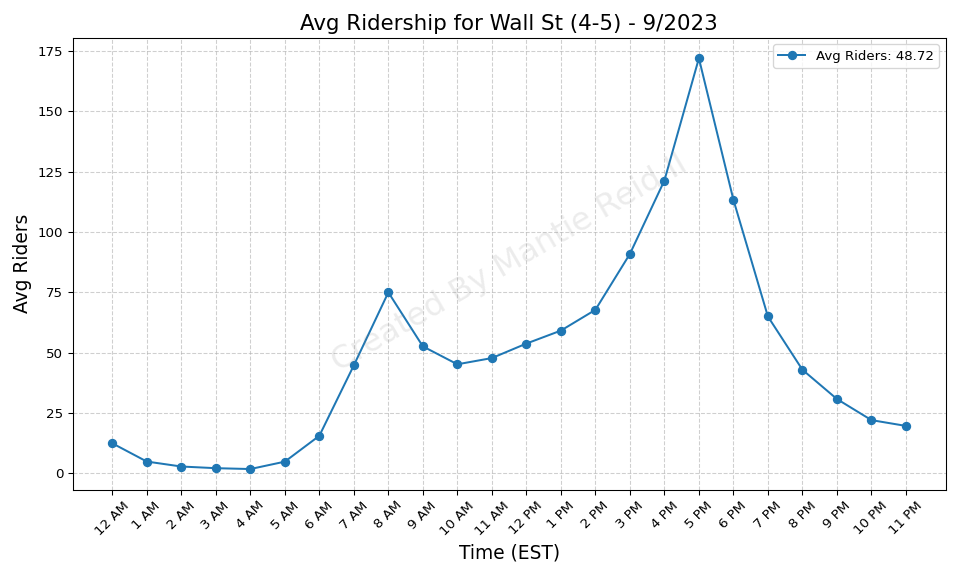 Avg Ridership for Wall St (4-5) - 9/2023
Avg Riders: 48.72
Avg Riders
175
150
125
100
75
50
25
0
Created By Mantle Reidil
12 AM
1 AM
2 AM
3 AM
4 AM
5 AM
6 AM
7 AM
8 AM
9 AM
10 AM
11 AM
12 PM
1 PM
2 PM
3 PM
4 PM
5 PM
6 PM
7 PM
8 PM
9 PM
10 PM
11 PM
Time (EST)